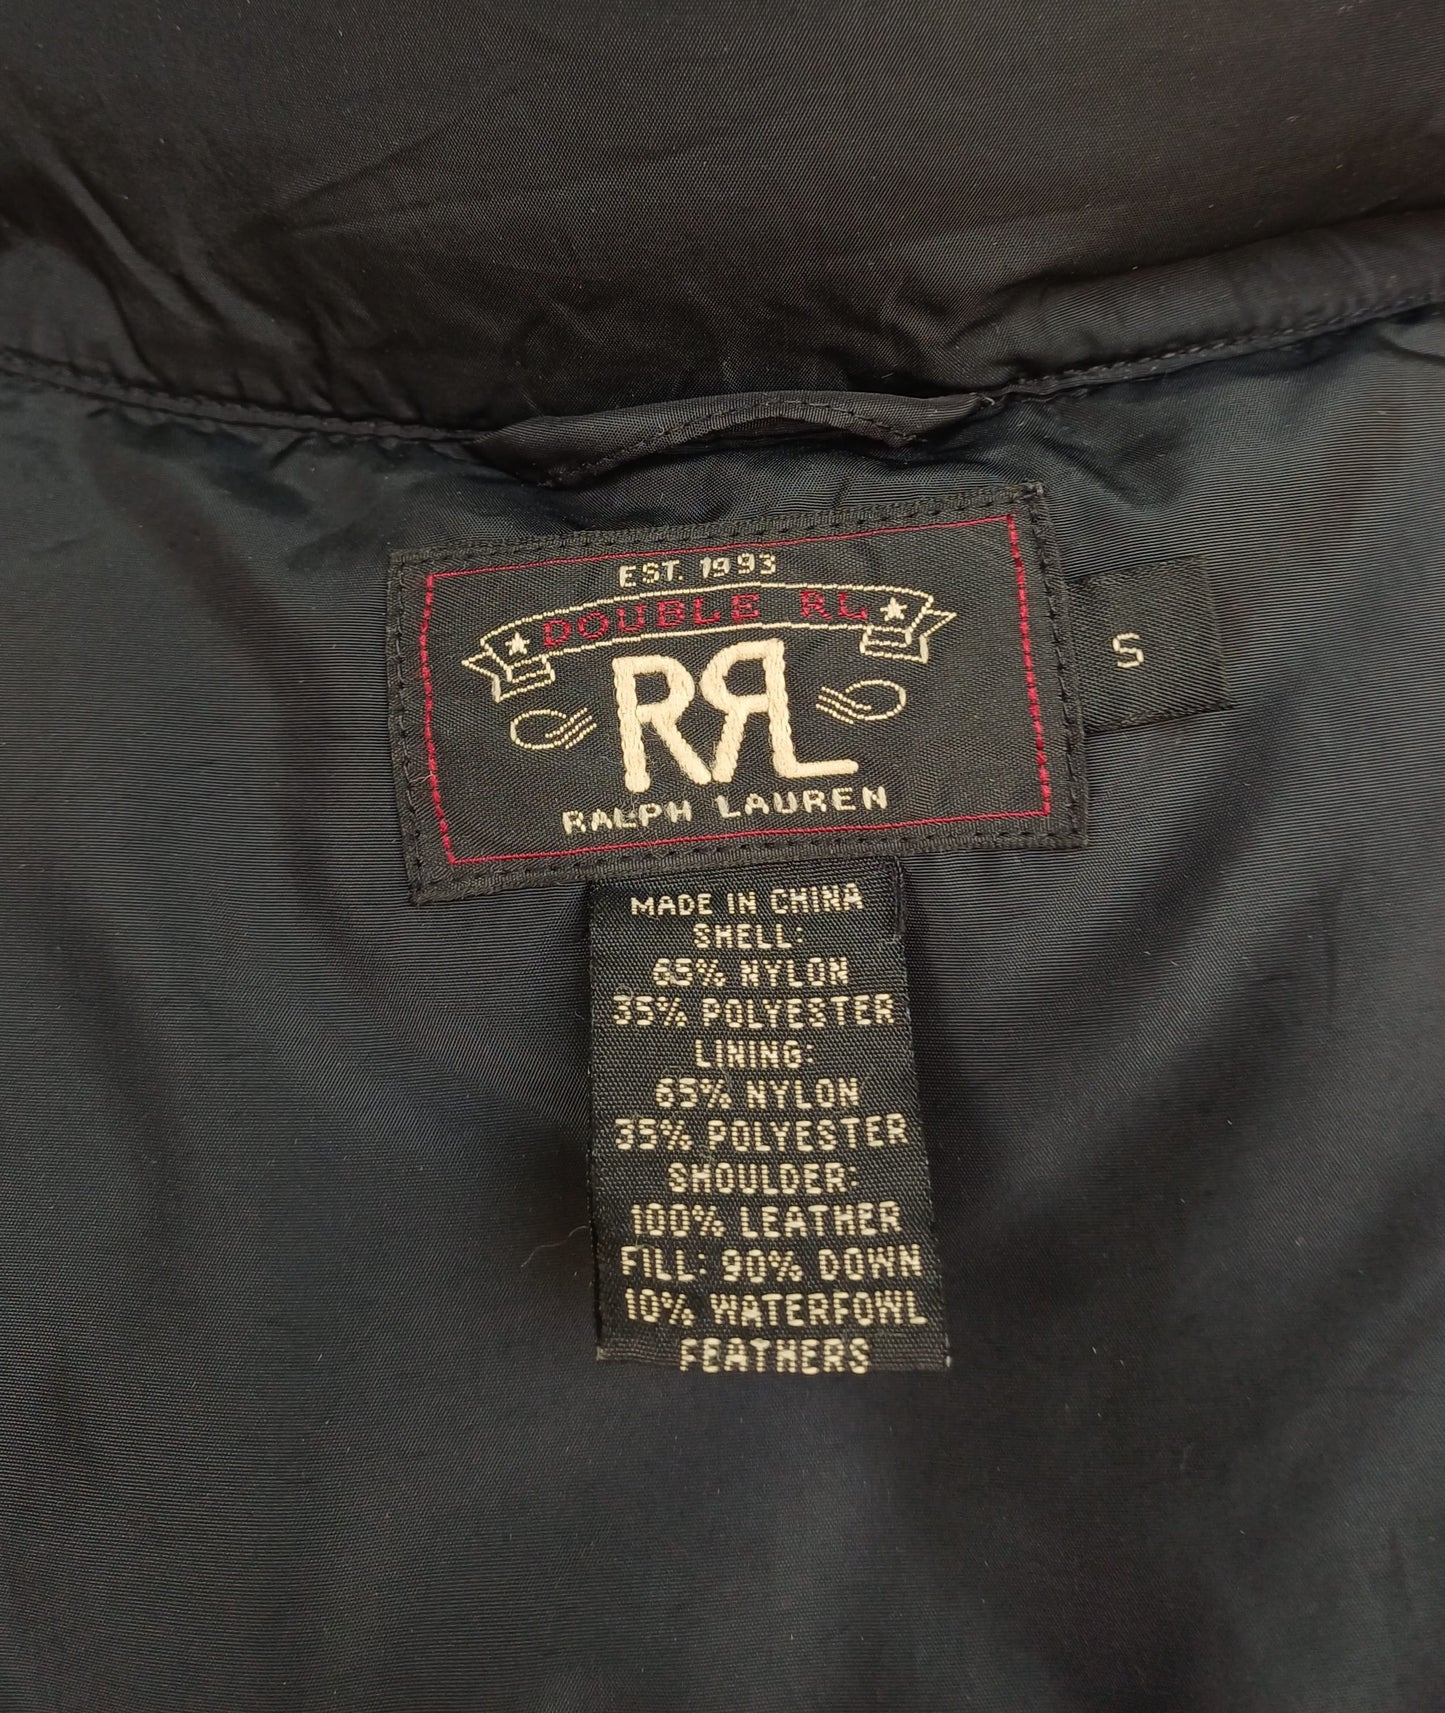 EST. 1993
DOUBLE RL
RRL
RALPH LAUREN
S
MADE IN CHINA
SHELL:
65% NYLON
35% POLYESTER
LINING:
65% NYLON
35% POLYESTER
SHOULDER:
100% LEATHER
FILL: 90% DOWN
10% WATERFOWL
FEATHERS